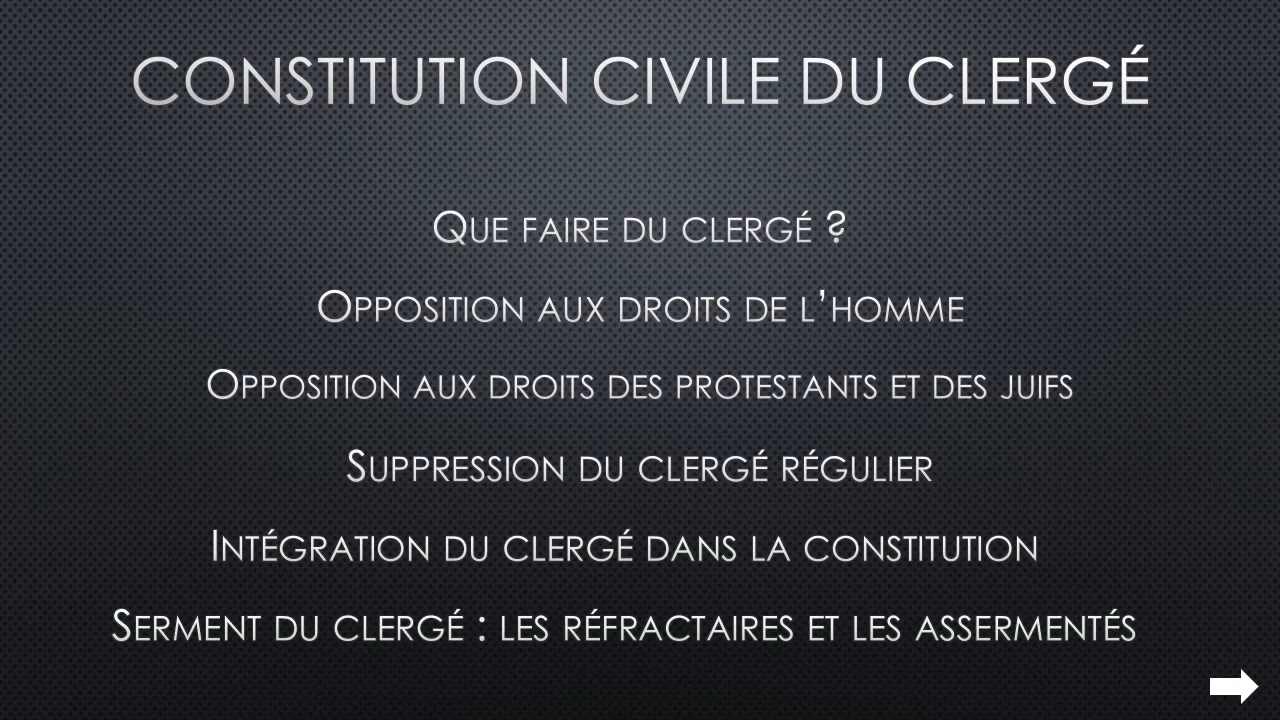 CONSTITUTION CIVILE DU CLERGÉ
QUE FAIRE DU CLERGÉ ?
OPPOSITION AUX DROITS DE L’HOMME
OPPOSITION AUX DROITS DES PROTESTANTS ET DES JUIFS
SUPPRESSION DU CLERGÉ RÉGULIER
INTÉGRATION DU CLERGÉ DANS LA CONSTITUTION
SERMENT DU CLERGÉ : LES RÉFRACTAIRES ET LES ASSERMENTÉS